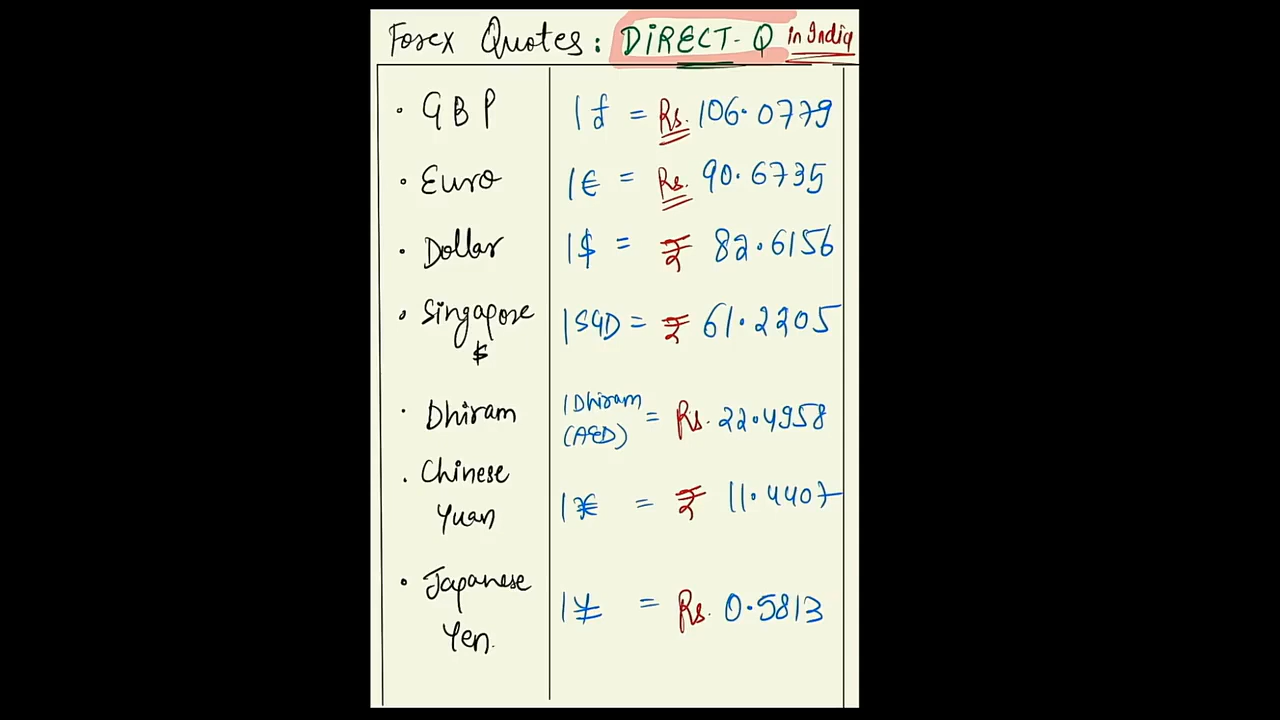 Forex Quotes: DIRECT-Q in India
• GBP 1£ = Rs. 106.0779
• Euro 1€ = Rs. 90.6735
• Dollar 1$ = ₹ 82.6156
• Singapore 1SGD = ₹ 61.2205
$
• Dhiram 1Dhiram (AED) = Rs. 22.4958
• Chinese
Yuan 1¥ = ₹ 11.4407
• Japanese
Yen. 1¥ = Rs. 0.5813